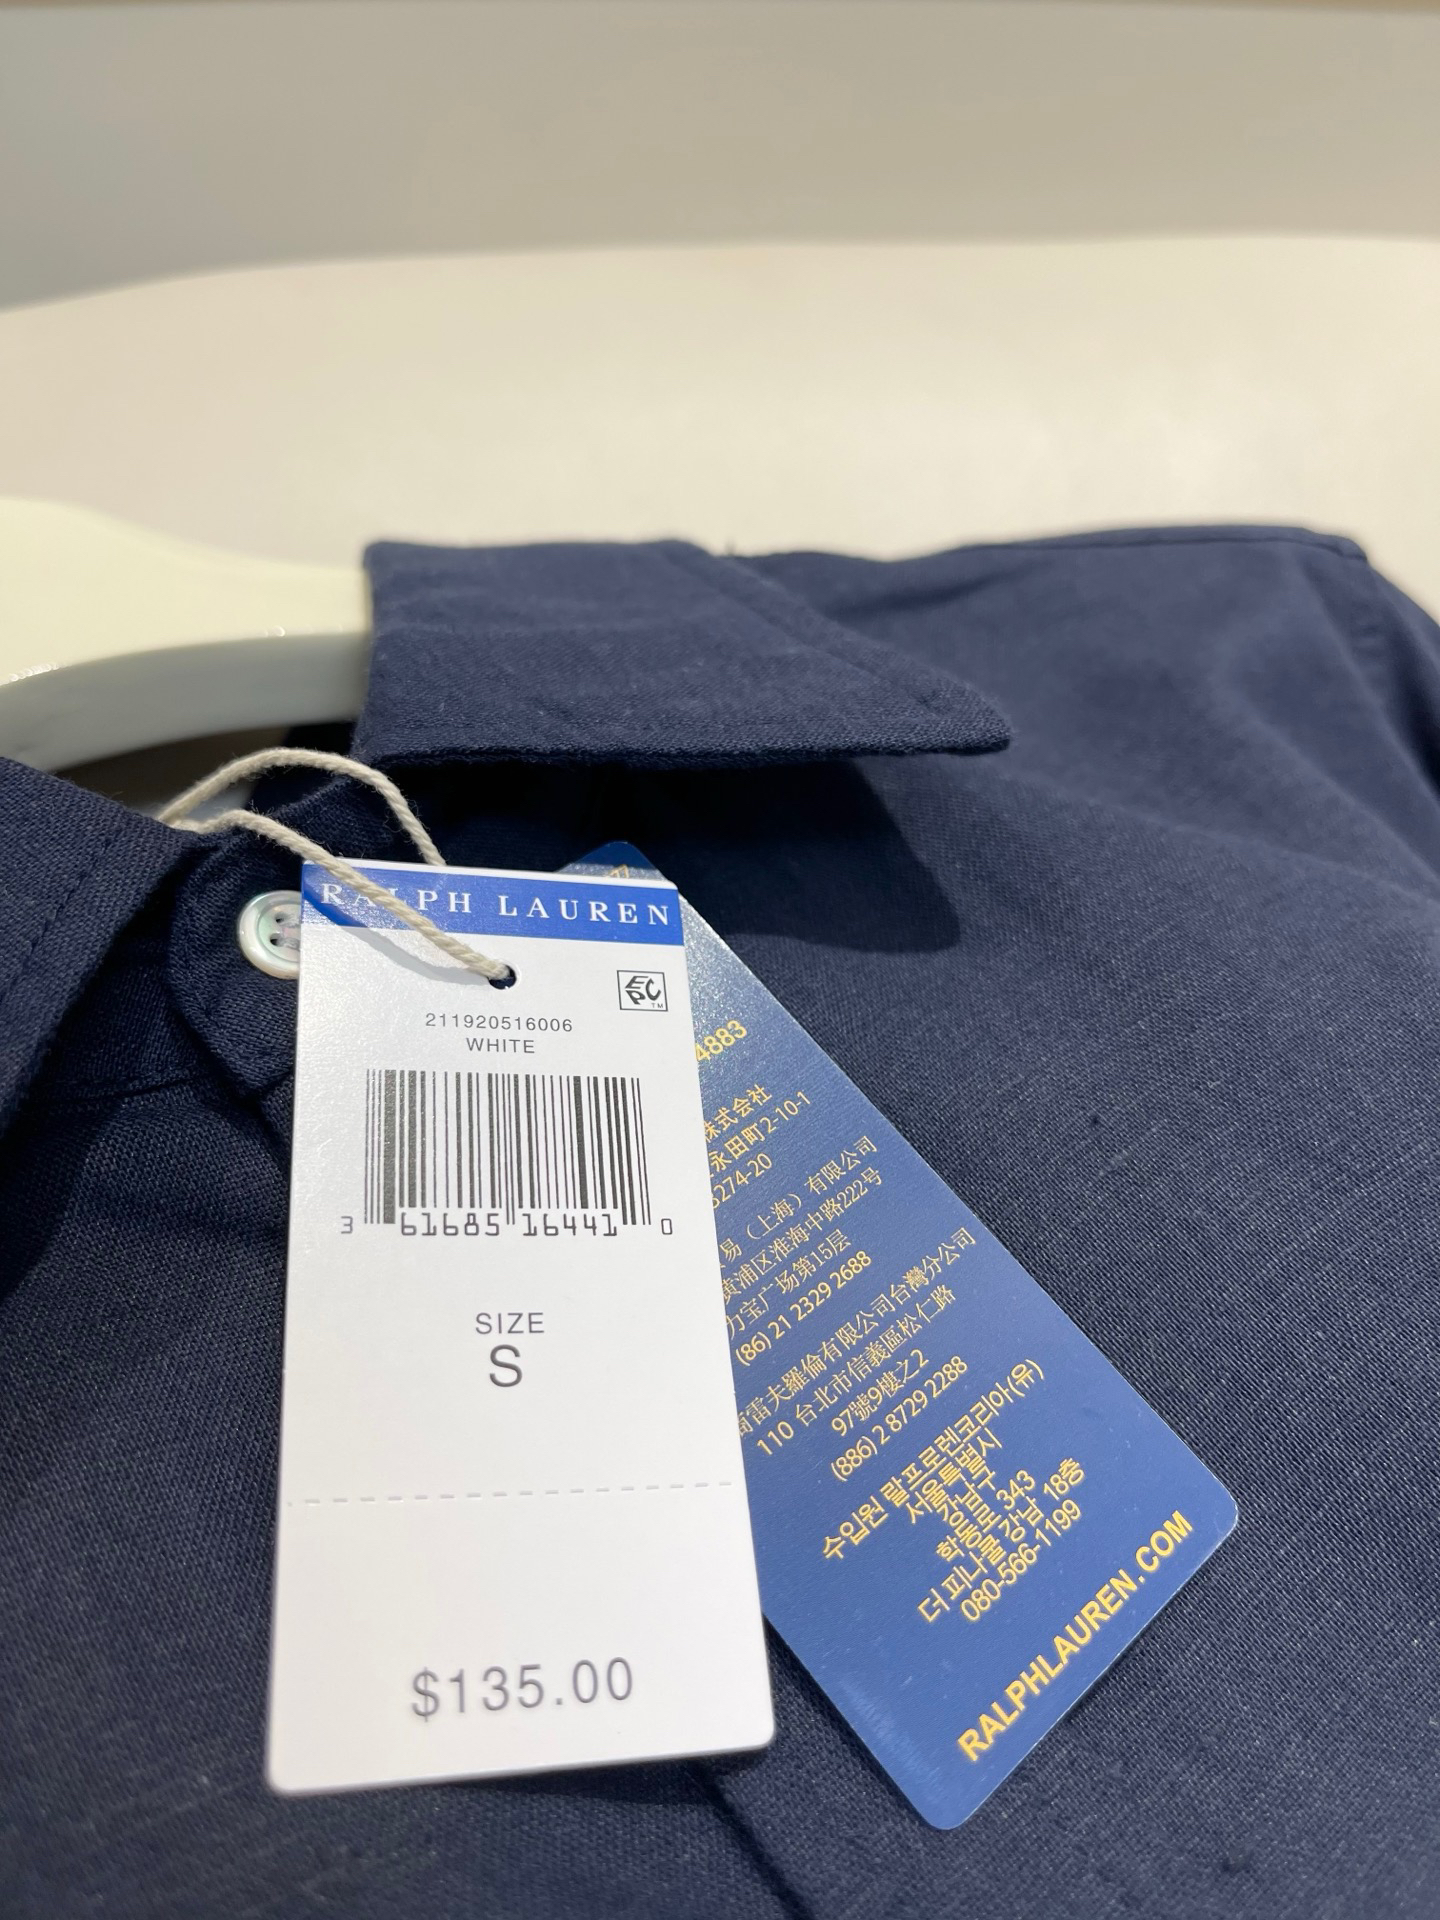 RALPH LAUREN
EPC
TM
211920516006
WHITE
3 61685 16441 0
SIZE
S
$135.00
4883
株式会社
永田町2-10-1
5274-20
易（上海）有限公司
黄浦区淮海中路222号
力宝广场第15层
(86) 21 2329 2688
商雷夫羅倫有限公司台灣分公司
110 台北市信義區松仁路
97號9樓之2
(886) 2 8729 2288
수입원 랄프로렌코리아(유)
서울특별시
강남구
학동로 343
더 피나클 강남 18층
080-566-1199
RALPHLAUREN.COM